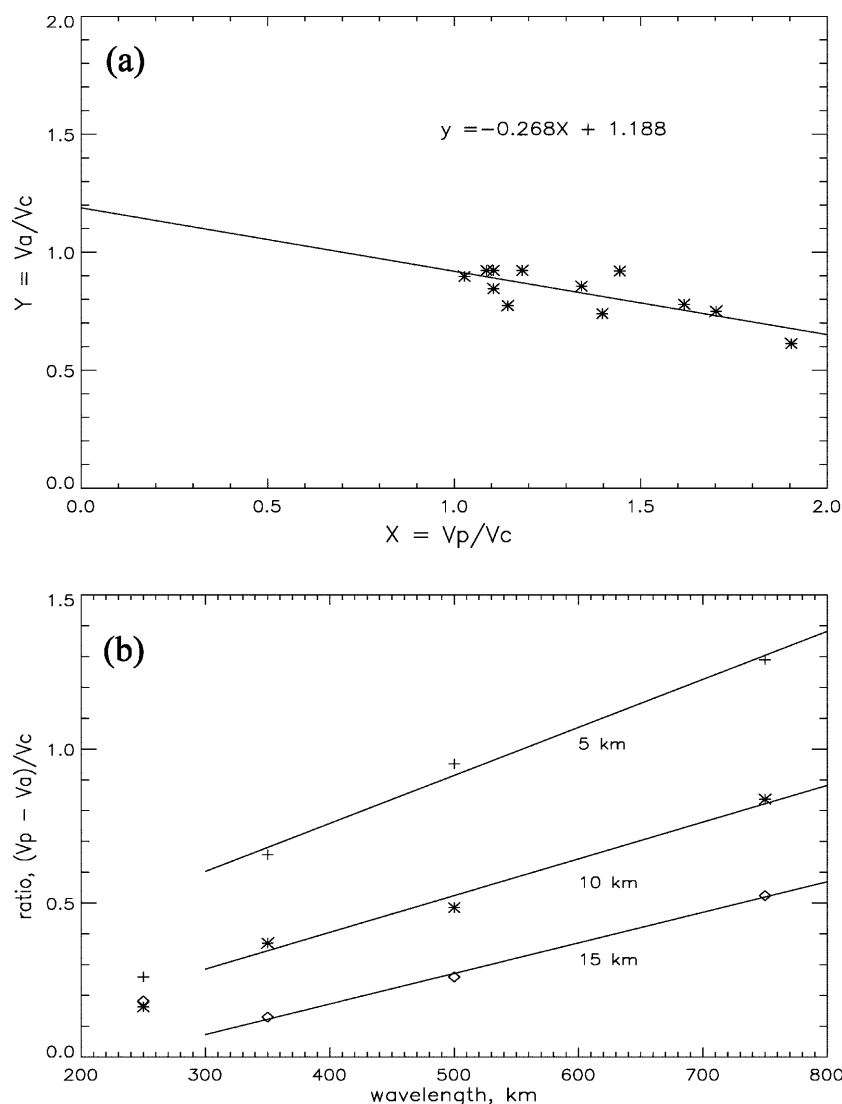 2.0
(a)
y =-0.268X + 1.188
1.5
Y = Va/Vc
1.0
0.5
0.0
0.0 0.5 1.0 1.5 2.0
X = Vp/Vc
1.5
(b)
5 km
1.0
ratio, (Vp - Va)/Vc
10 km
0.5
15 km
0.0
200 300 400 500 600 700 800
wavelength, km